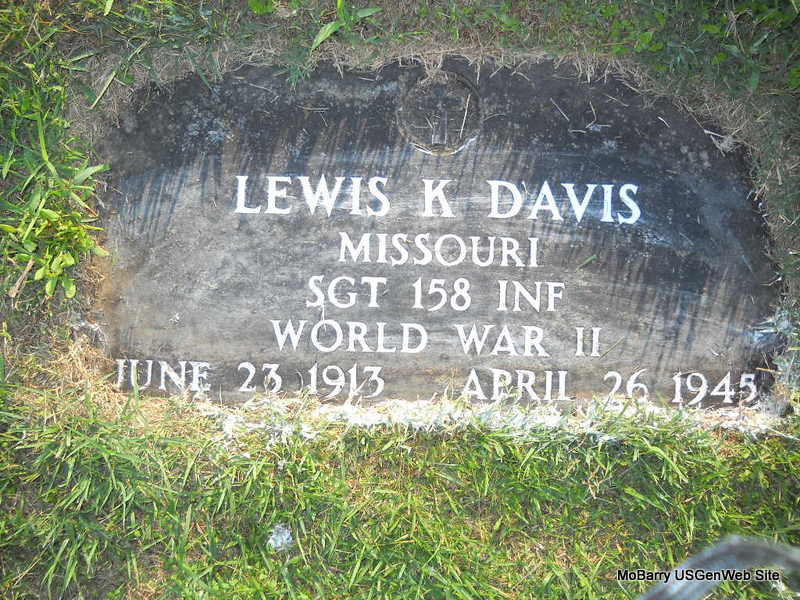 LEWIS K DAVIS
MISSOURI
SGT 158 INF
WORLD WAR II
JUNE 23 1913 APRIL 26 1945
MoBarry USGenWeb Site